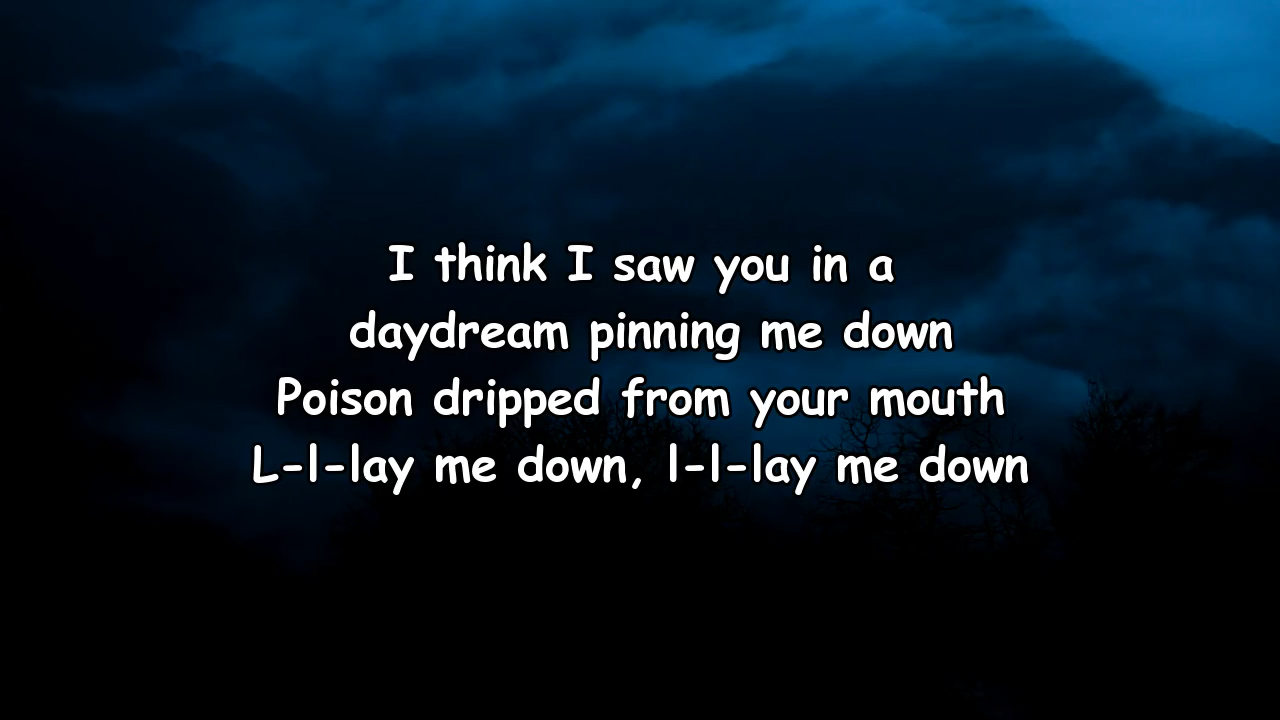 I think I saw you in a
daydream pinning me down
Poison dripped from your mouth
L-l-lay me down, l-l-lay me down